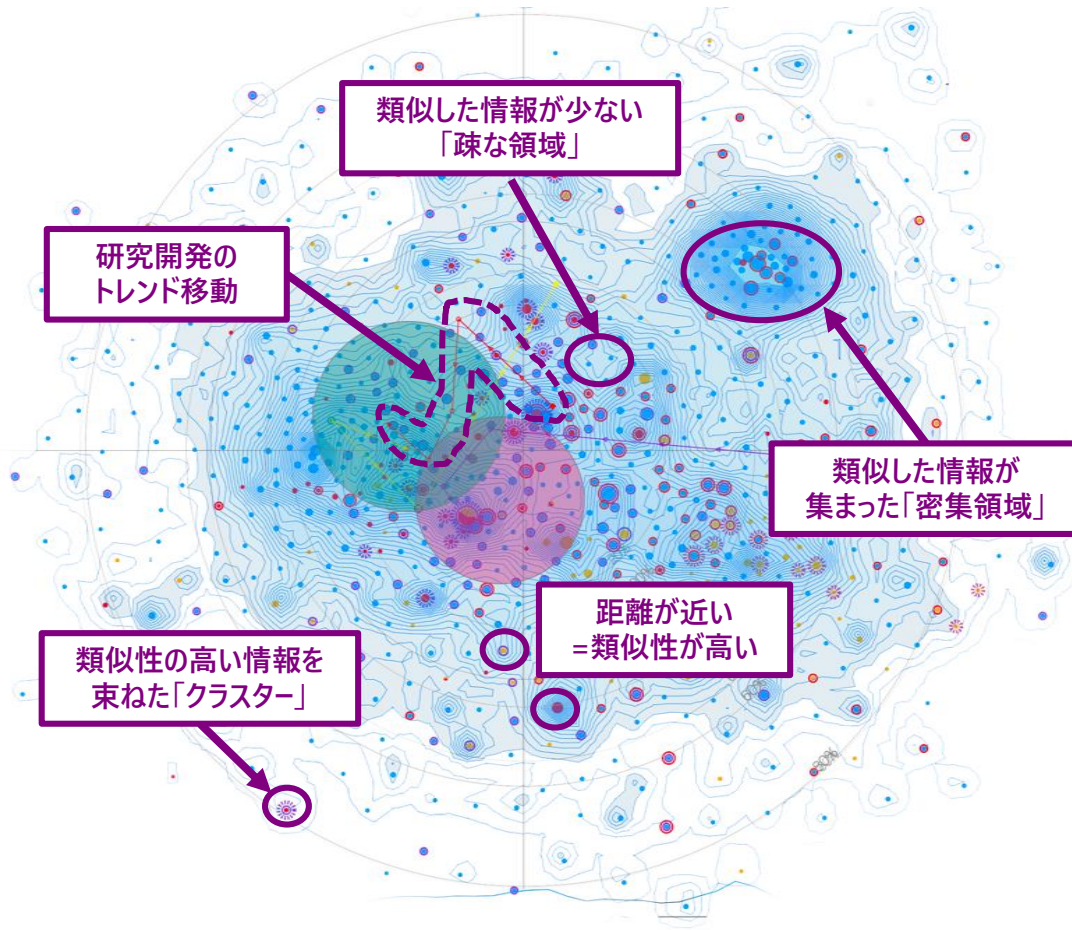 類似した情報が少ない
「疎な領域」
研究開発の
トレンド移動
類似した情報が
集まった「密集領域」
距離が近い
=類似性が高い
類似性の高い情報を
束ねた「クラスター」